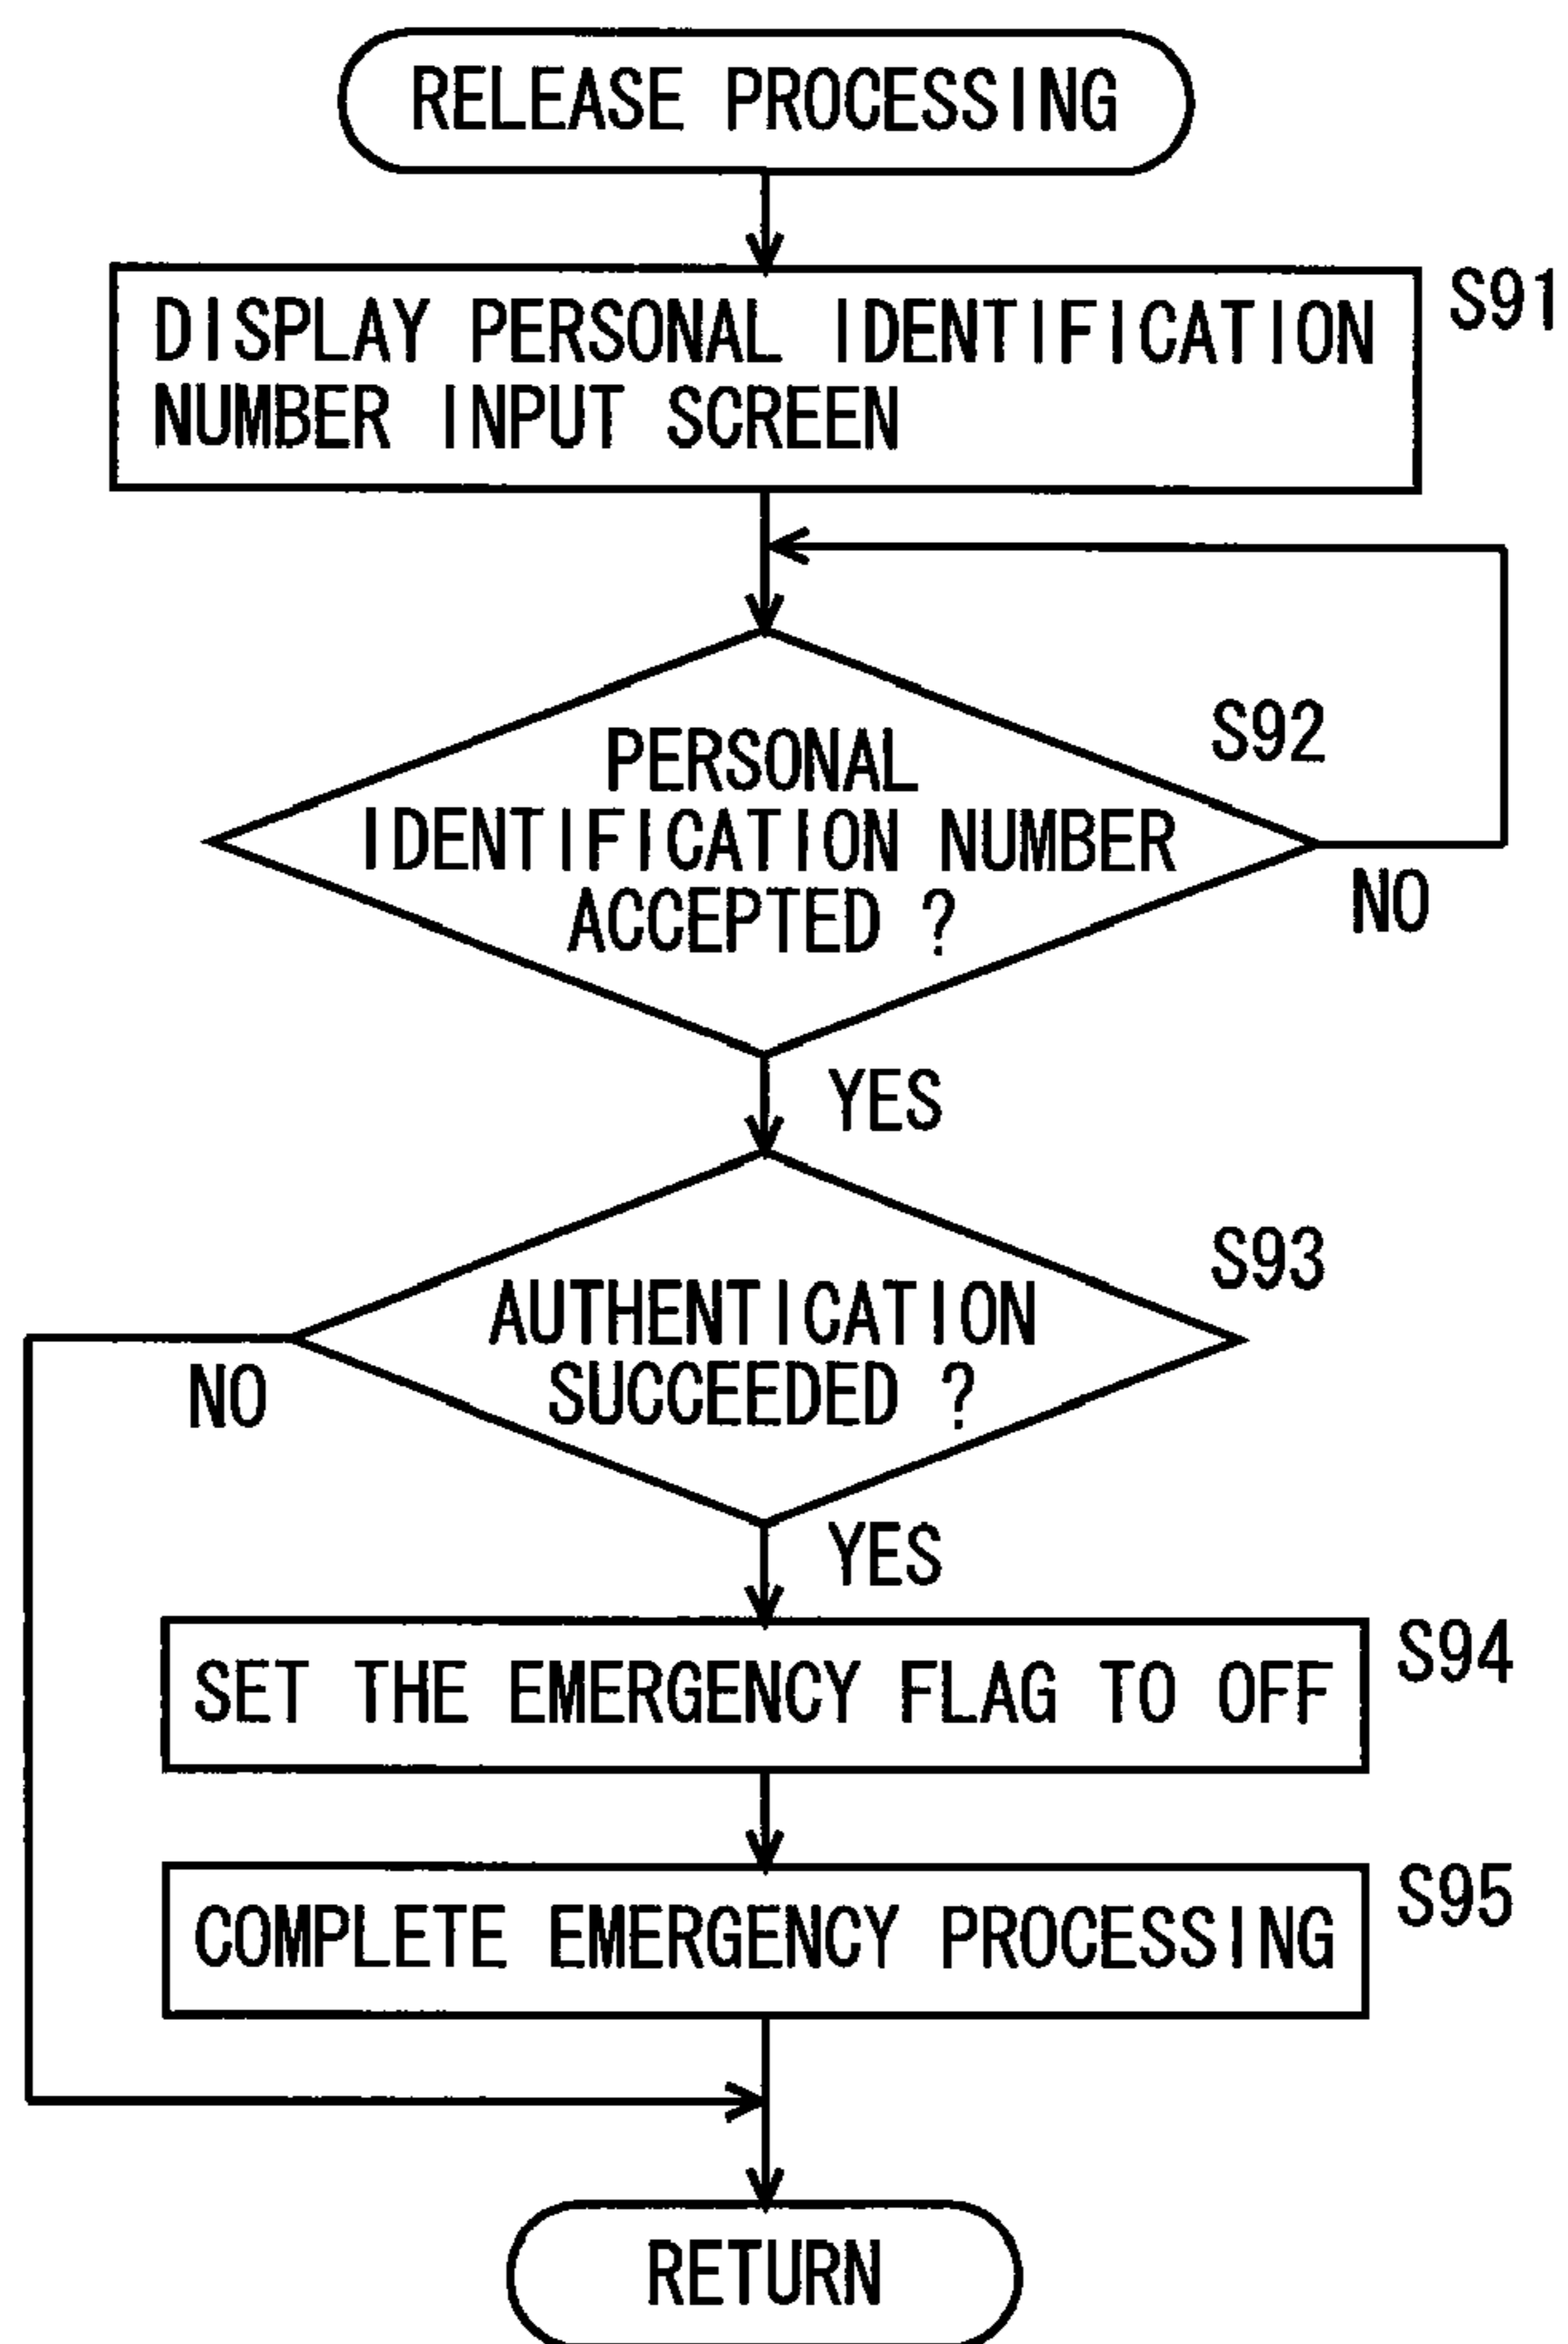 RELEASE PROCESSING
DISPLAY PERSONAL IDENTIFICATION
NUMBER INPUT SCREEN
S91
PERSONAL
IDENTIFICATION NUMBER
ACCEPTED ?
S92
NO
YES
AUTHENTICATION
SUCCEEDED ?
S93
NO
YES
SET THE EMERGENCY FLAG TO OFF
S94
COMPLETE EMERGENCY PROCESSING
S95
RETURN